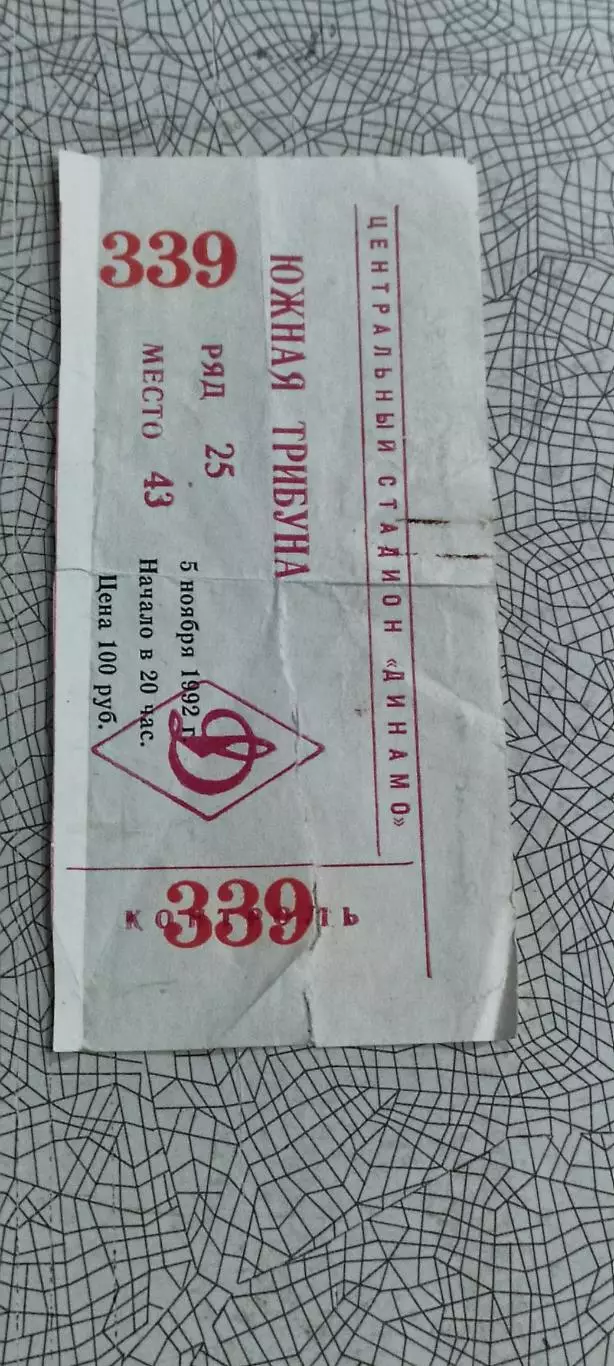 ЦЕНТРАЛЬНЫЙ СТАДИОН «ДИНАМО»
ЮЖНАЯ ТРИБУНА
339
РЯД 25
МЕСТО 43
5 ноября 1992 г.
Начало в 20 час.
Цена 100 руб.
Д
КОНТРОЛЬ
339